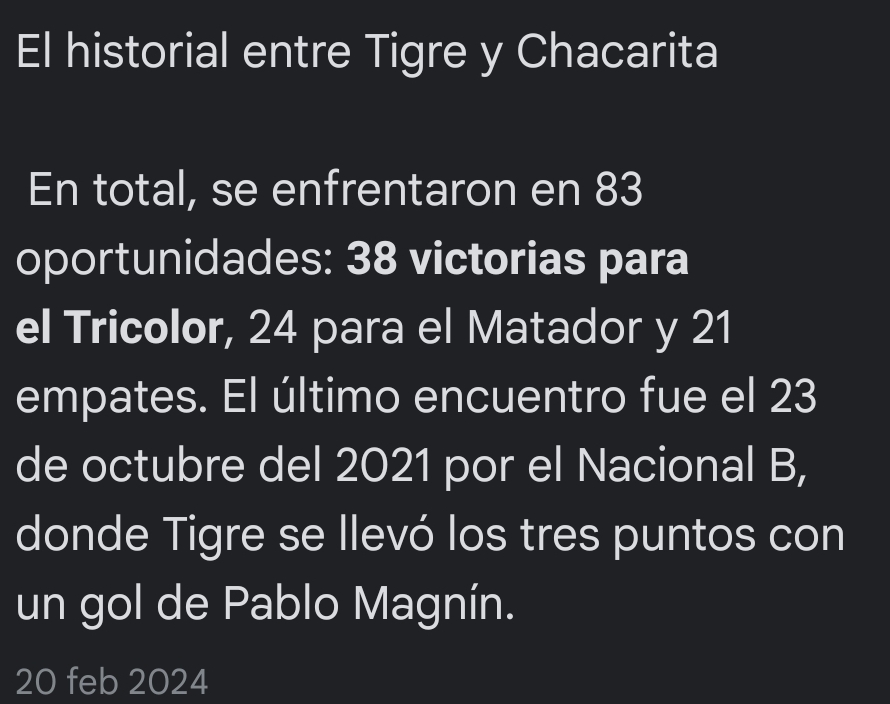 El historial entre Tigre y Chacarita
En total, se enfrentaron en 83
oportunidades: 38 victorias para
el Tricolor, 24 para el Matador y 21
empates. El último encuentro fue el 23
de octubre del 2021 por el Nacional B,
donde Tigre se llevó los tres puntos con
un gol de Pablo Magnín.
20 feb 2024